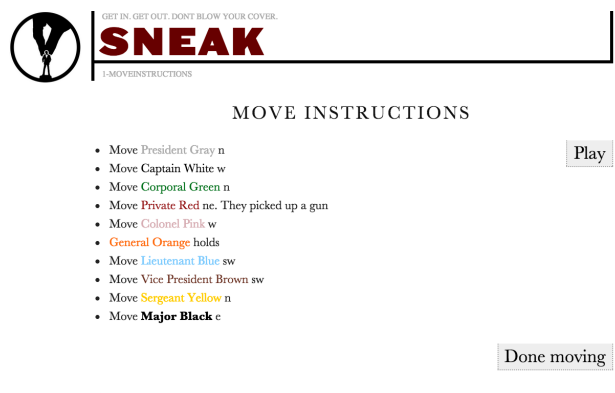 GET IN. GET OUT. DONT BLOW YOUR COVER.
SNEAK
1-MOVEINSTRUCTIONS
MOVE INSTRUCTIONS
Move President Gray n
Move Captain White w
Move Corporal Green n
Move Private Red ne. They picked up a gun
Move Colonel Pink w
General Orange holds
Move Lieutenant Blue sw
Move Vice President Brown sw
Move Sergeant Yellow n
Move Major Black e
Play
Done moving